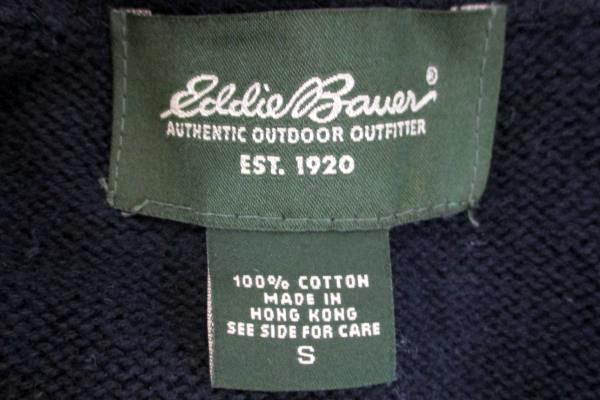 Eddie Bauer®
AUTHENTIC OUTDOOR OUTFITTER
EST. 1920
100% COTTON
MADE IN
HONG KONG
SEE SIDE FOR CARE
S